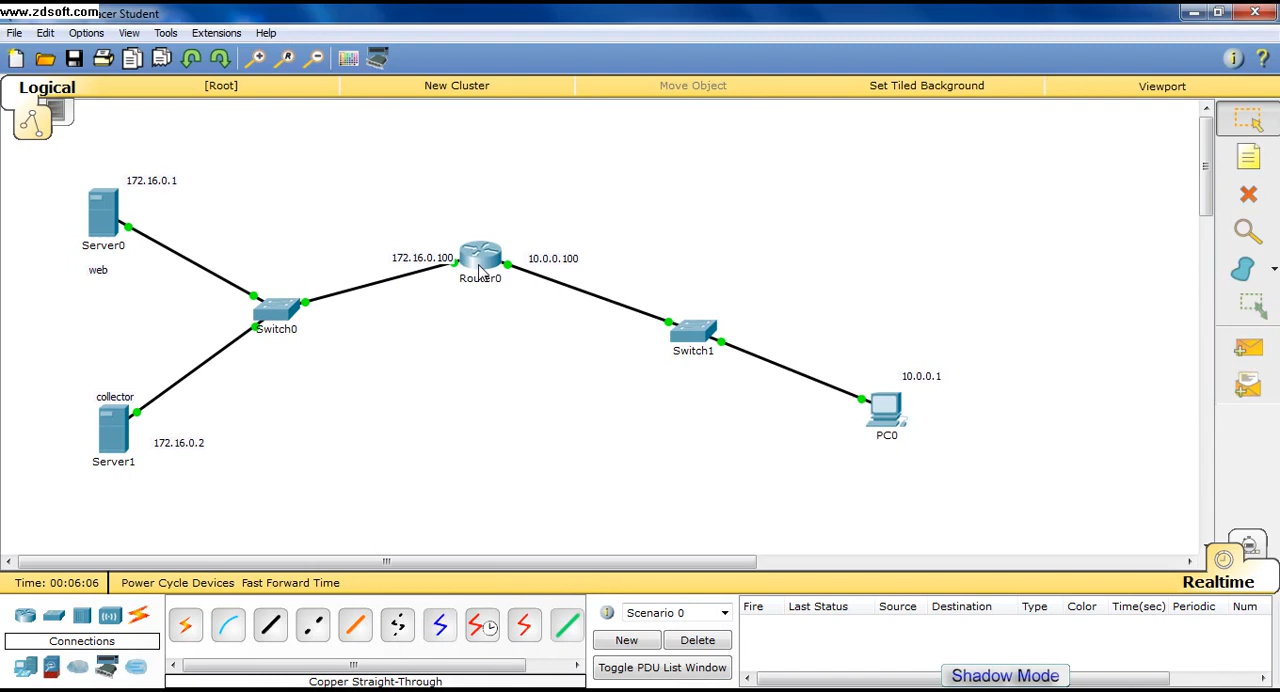 www.zdsoft.com
acer Student
File Edit Options View Tools Extensions Help
Logical
[Root]
New Cluster
Move Object
Set Tiled Background
Viewport
172.16.0.1
Server0
web
172.16.0.100
10.0.0.100
Router0
Switch0
Switch1
10.0.0.1
PC0
collector
172.16.0.2
Server1
Time: 00:06:06 Power Cycle Devices Fast Forward Time
Realtime
Connections
Copper Straight-Through
Scenario 0
New Delete
Toggle PDU List Window
Fire Last Status Source Destination Type Color Time(sec) Periodic Num
Shadow Mode